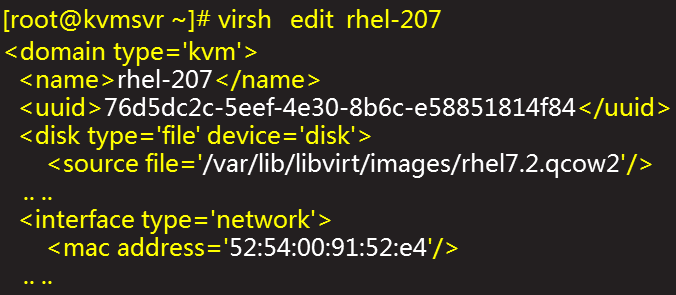 [root@kvmsvr ~]# virsh edit rhel-207
<domain type='kvm'>
<name>rhel-207</name>
<uuid>76d5dc2c-5eef-4e30-8b6c-e58851814f84</uuid>
<disk type='file' device='disk'>
<source file='/var/lib/libvirt/images/rhel7.2.qcow2'/>
.. ..
<interface type='network'>
<mac address='52:54:00:91:52:e4'/>
.. ..